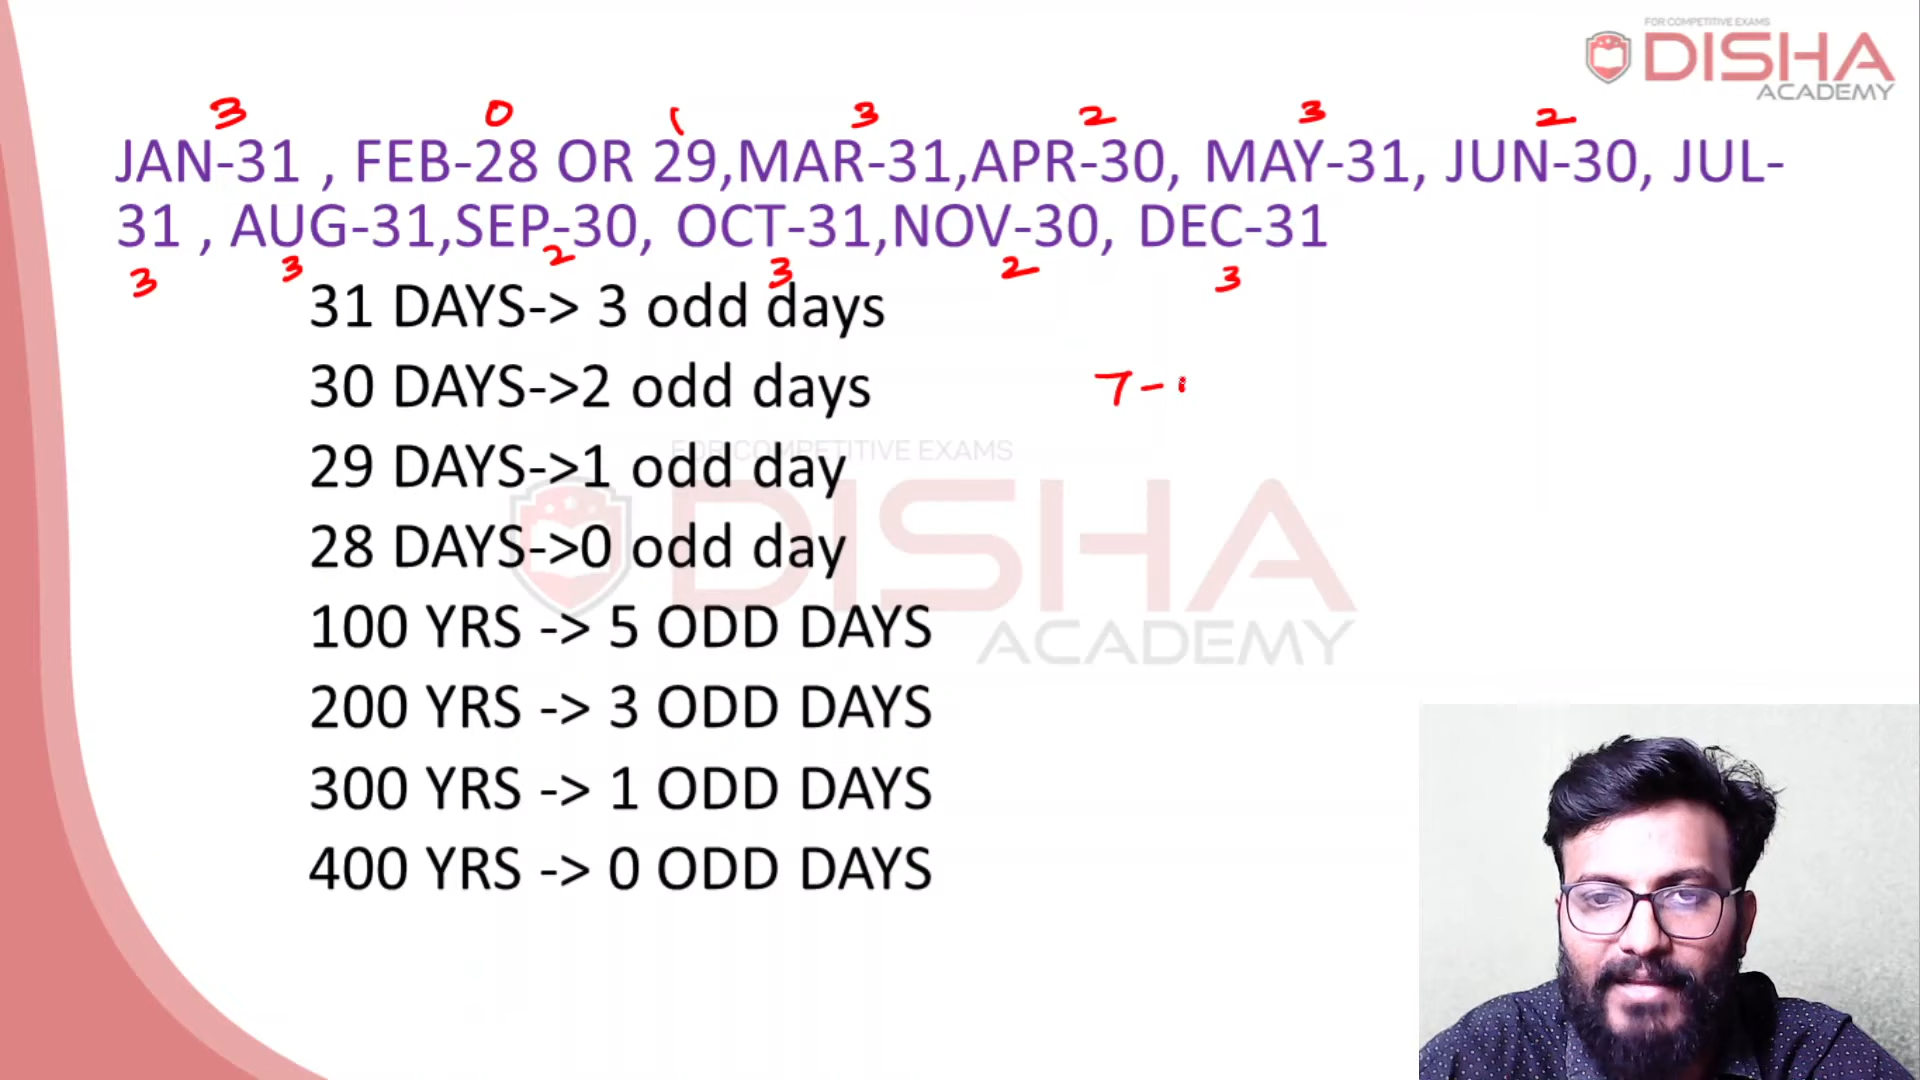 FOR COMPETITIVE EXAMS
DISHA
ACADEMY
3 0 1 3 2 3 2
JAN-31 , FEB-28 OR 29,MAR-31,APR-30, MAY-31, JUN-30, JUL-
31 , AUG-31,SEP-30, OCT-31,NOV-30, DEC-31
3 3 2 3 2 3
31 DAYS-> 3 odd days
30 DAYS->2 odd days
7-
29 DAYS->1 odd day
28 DAYS->0 odd day
100 YRS -> 5 ODD DAYS
200 YRS -> 3 ODD DAYS
300 YRS -> 1 ODD DAYS
400 YRS -> 0 ODD DAYS
FOR COMPETITIVE EXAMS
DISHA
ACADEMY